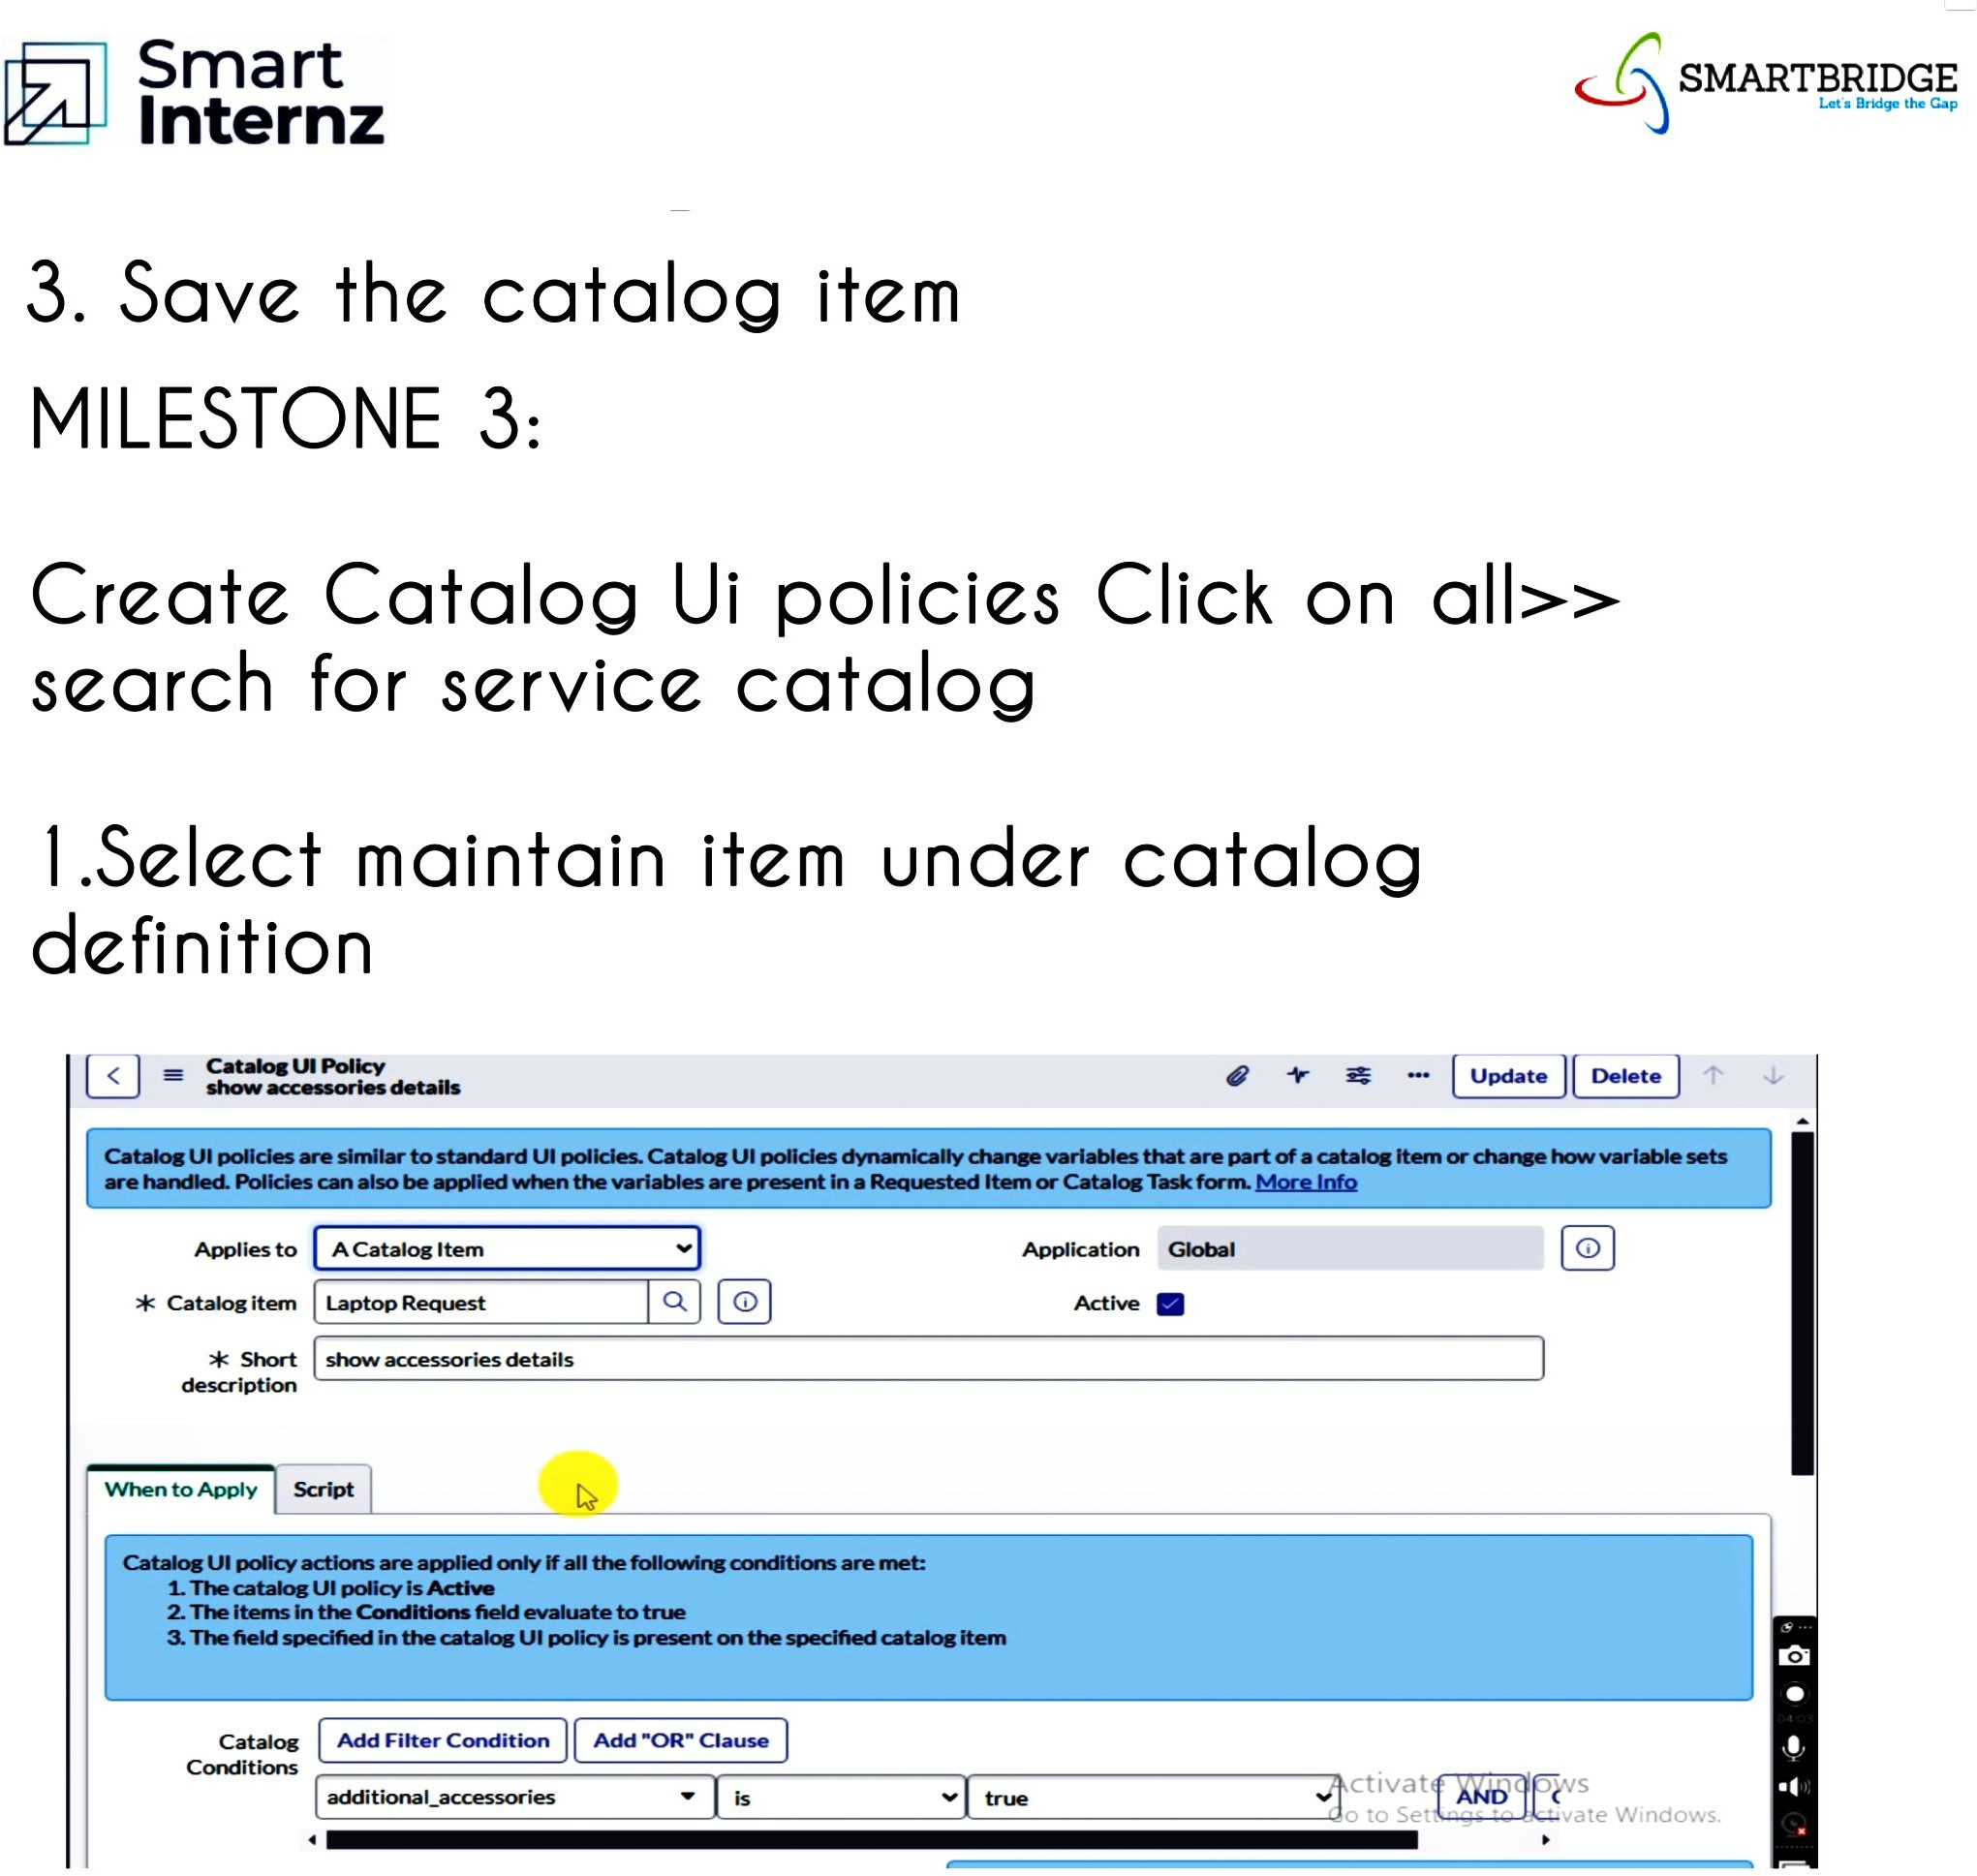 Smart
Internz
SMARTBRIDGE
Let's Bridge the Gap
3. Save the catalog item
MILESTONE 3:
Create Catalog Ui policies Click on all>>
search for service catalog
1.Select maintain item under catalog
definition
Catalog UI Policy
show accessories details
Update Delete
Catalog UI policies are similar to standard UI policies. Catalog UI policies dynamically change variables that are part of a catalog item or change how variable sets
are handled. Policies can also be applied when the variables are present in a Requested Item or Catalog Task form. More Info
Applies to A Catalog Item Application Global
* Catalog item Laptop Request Active
* Short show accessories details
description
When to Apply Script
Catalog UI policy actions are applied only if all the following conditions are met:
1. The catalog UI policy is Active
2. The items in the Conditions field evaluate to true
3. The field specified in the catalog UI policy is present on the specified catalog item
04:03
Catalog Add Filter Condition Add "OR" Clause
Conditions
additional_accessories is true AND
Activate Windows
Go to Settings to activate Windows.